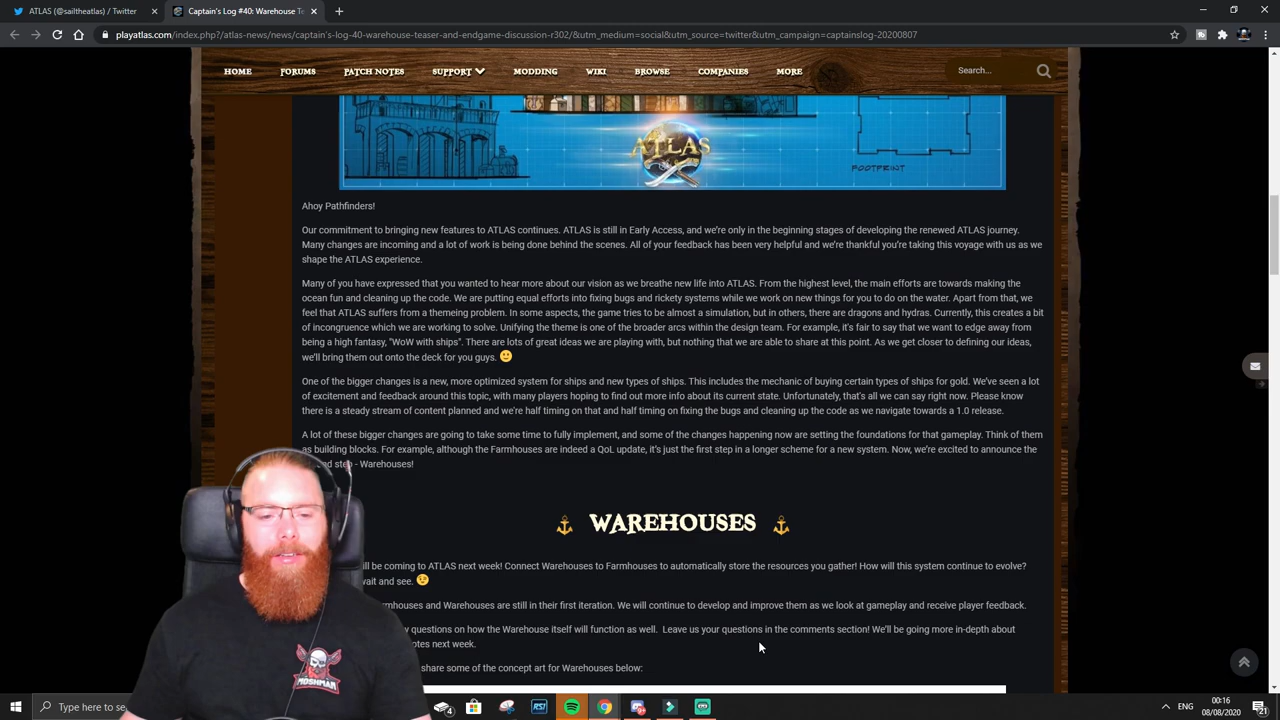 ATLAS (@sailatlas) / Twitter
Captain's Log #40: Warehouse Te
playatlas.com/index.php?/atlas-news/news/captain's-log-40-warehouse-teaser-and-endgame-discussion-r302/&utm_medium=social&utm_source=twitter&utm_campaign=captainslog-20200807
HOME FORUMS PATCH NOTES SUPPORT MODDING WIKI BROWSE COMPANIES MORE Search...
ATLAS
FOOTPRINT
Ahoy Pathfinders!
Our commitment to bringing new features to ATLAS continues. ATLAS is still in Early Access, and we're only in the beginning stages of developing the renewed ATLAS journey.
Many changes are incoming and a lot of work is being done behind the scenes. All of your feedback has been very helpful and we're thankful you're taking this voyage with us as we
shape the ATLAS experience.
Many of you have expressed that you wanted to hear more about our vision as we breathe new life into ATLAS. From the highest level, the main efforts are towards making the
ocean fun and cleaning up the code. We are putting equal efforts into fixing bugs and rickety systems while we work on new things for you to do on the water. Apart from that, we
feel that ATLAS suffers from a themeing problem. In some aspects, the game tries to be almost a simulation, but in others, there are dragons and hydras. Currently, this creates a bit
of incongruence which we are working to solve. Unifying the theme is one of the broader arcs within the design team. For example, it's fair to say that we want to edge away from
being a high fantasy, "WoW with ships". There are lots of great ideas we are playing with, but nothing that we are able to share at this point. As we get closer to defining our ideas,
we'll bring them out onto the deck for you guys. 🙂
One of the bigger changes is a new, more optimized system for ships and new types of ships. This includes the mechanic of buying certain types of ships for gold. We've seen a lot
of excitement and feedback around this topic, with many players hoping to find out more info about its current state. Unfortunately, that's all we can say right now. Please know
there is a steady stream of content planned and we're half timing on that and half timing on fixing the bugs and cleaning up the code as we navigate towards a 1.0 release.
A lot of these bigger changes are going to take some time to fully implement, and some of the changes happening now are setting the foundations for that gameplay. Think of them
as building blocks. For example, although the Farmhouses are indeed a QoL update, it's just the first step in a longer scheme for a new system. Now, we're excited to announce the
step - Warehouses!
WAREHOUSES
be coming to ATLAS next week! Connect Warehouses to Farmhouses to automatically store the resources you gather! How will this system continue to evolve?
wait and see. 😉
and Warehouses are still in their first iteration. We will continue to develop and improve them as we look at gameplay and receive player feedback.
questions on how the Warehouse itself will function as well. Leave us your questions in the comments section! We'll be going more in-depth about
next week.
share some of the concept art for Warehouses below:
MOSHMAN
Type here to se
RSI
ENG
00:16
08/08/2020